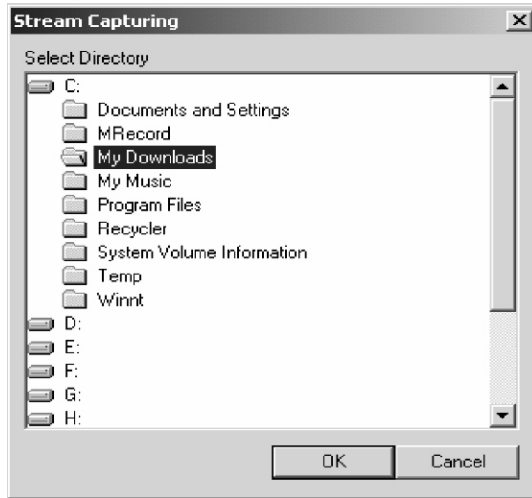 Stream Capturing
Select Directory
C:
Documents and Settings
MRecord
My Downloads
My Music
Program Files
Recycler
System Volume Information
Temp
Winnt
D:
E:
F:
G:
H:
OK Cancel